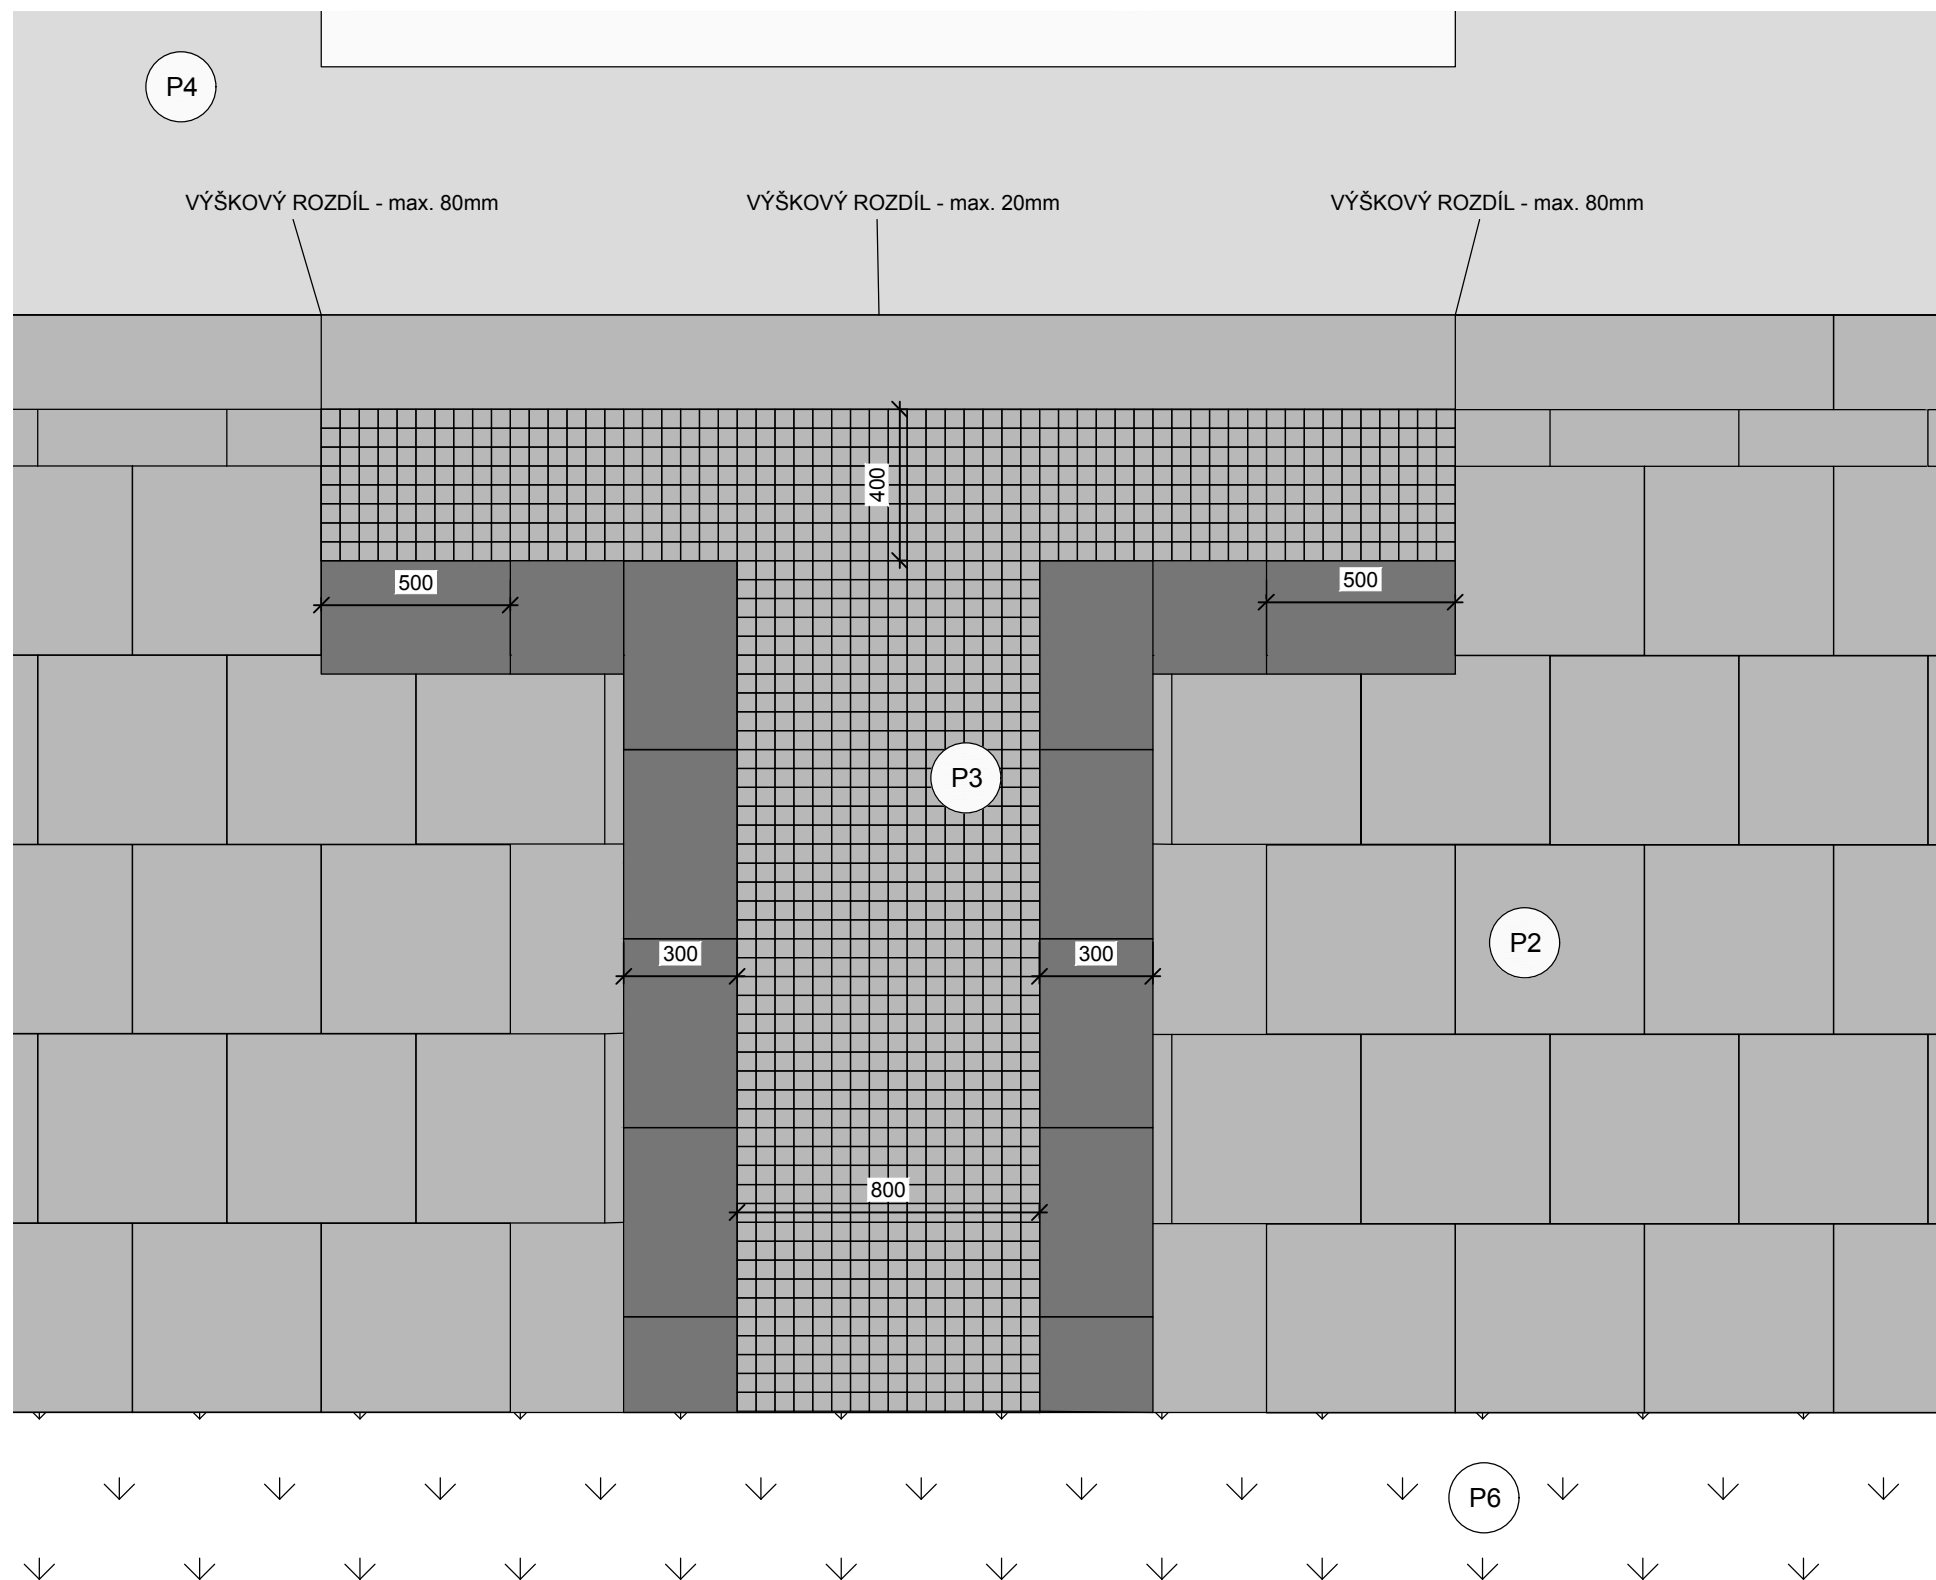 P4
VÝŠKOVÝ ROZDÍL - max. 80mm
VÝŠKOVÝ ROZDÍL - max. 20mm
VÝŠKOVÝ ROZDÍL - max. 80mm
400
500
500
P3
P2
300
300
800
P6